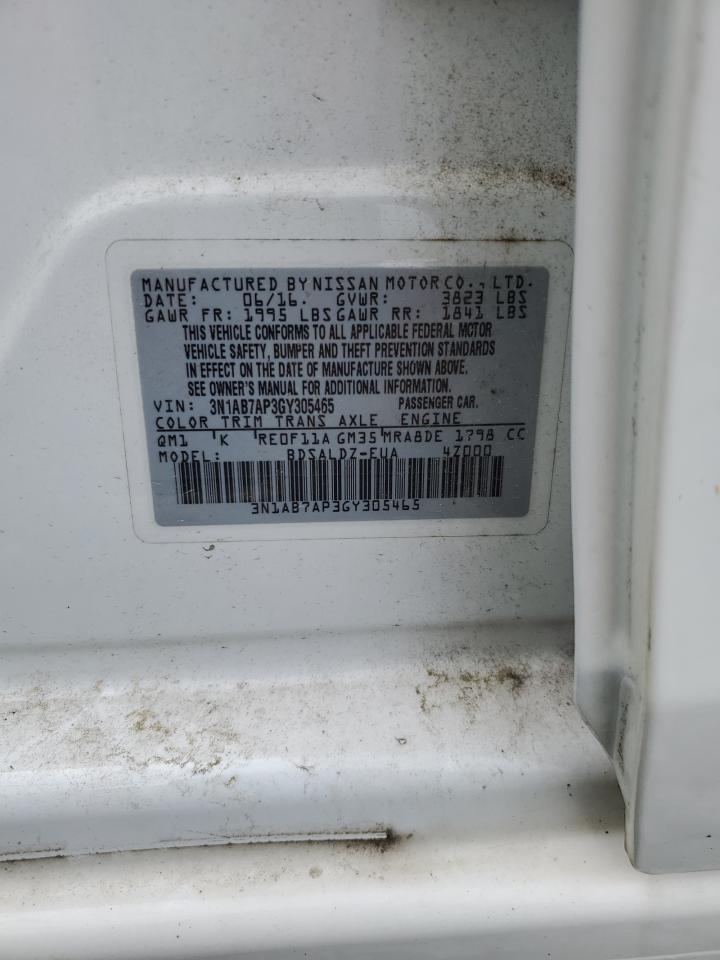 MANUFACTURED BY NISSAN MOTOR CO., LTD.
DATE: 06/16. GVWR: 3823 LBS
GAWR FR: 1995 LBS GAWR RR: 1841 LBS
THIS VEHICLE CONFORMS TO ALL APPLICABLE FEDERAL MOTOR
VEHICLE SAFETY, BUMPER AND THEFT PREVENTION STANDARDS
IN EFFECT ON THE DATE OF MANUFACTURE SHOWN ABOVE.
SEE OWNER'S MANUAL FOR ADDITIONAL INFORMATION.
VIN: 3N1AB7AP3GY305465 PASSENGER CAR.
COLOR TRIM TRANS AXLE ENGINE
QM1 K RE0F11A GM35 MRA8DE 1798 CC
MODEL: BDSALDZ-EUA 4Z000
3N1AB7AP3GY305465